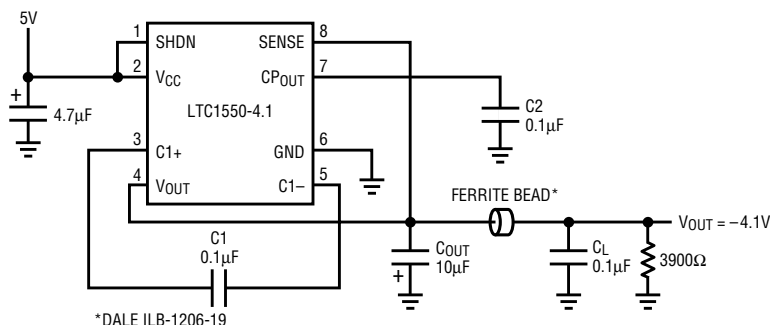 5V
1
SHDN
SENSE
8
2
VCC
CPOUT
7
+
4.7µF
LTC1550-4.1
C2
0.1µF
3
C1+
GND
6
4
VOUT
C1–
5
FERRITE BEAD*
VOUT = –4.1V
C1
0.1µF
COUT
10µF
+
CL
0.1µF
3900Ω
*DALE ILB-1206-19